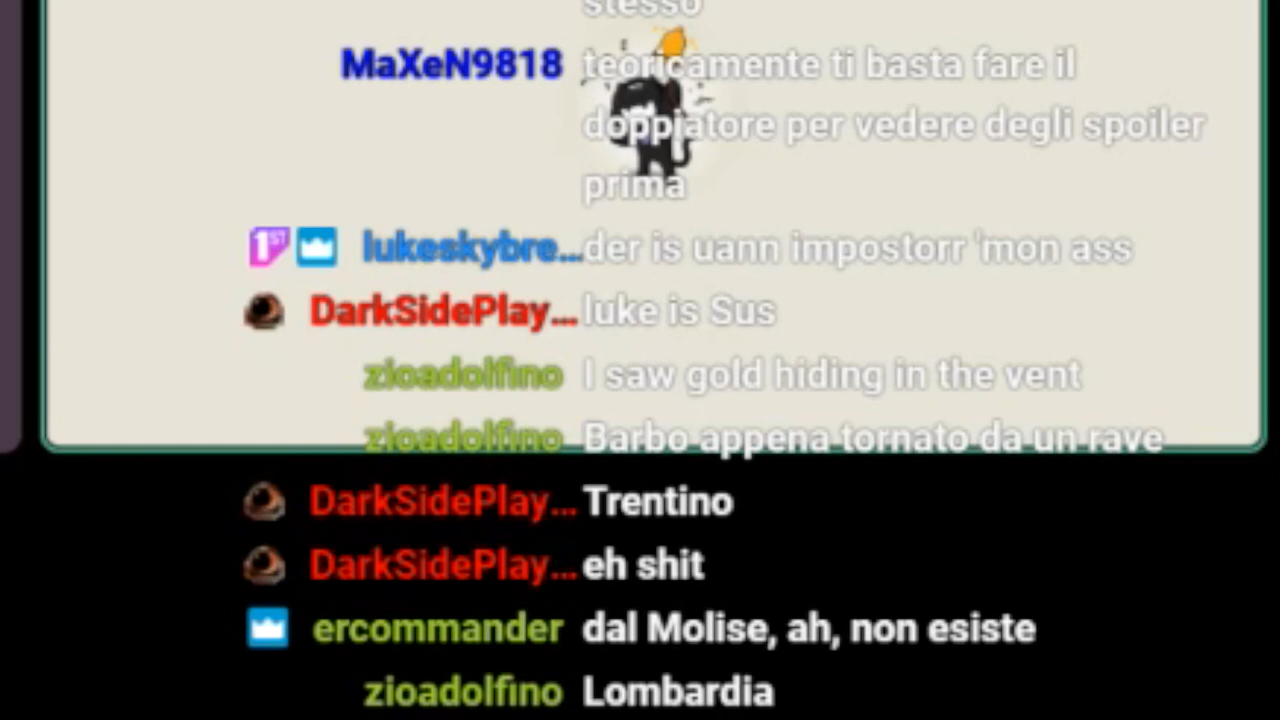 stesso
MaXeN9818 teoricamente ti basta fare il
doppiatore per vedere degli spoiler
prima
1ST lukeskybre... der is uann impostorr 'mon ass
DarkSidePlay... luke is Sus
zioadolfino I saw gold hiding in the vent
zioadolfino Barbo appena tornato da un rave
DarkSidePlay... Trentino
DarkSidePlay... eh shit
ercommander dal Molise, ah, non esiste
zioadolfino Lombardia